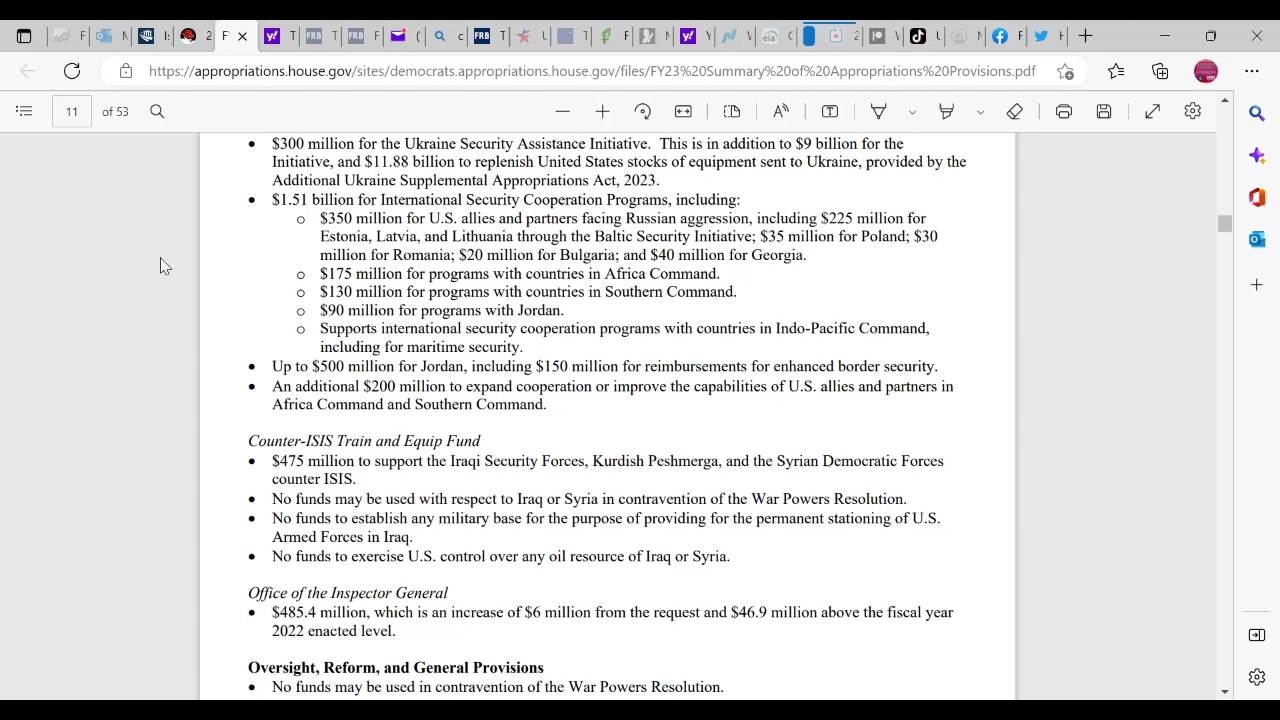 https://appropriations.house.gov/sites/democrats.appropriations.house.gov/files/FY23%20Summary%20of%20Appropriations%20Provisions.pdf
11 of 53
• $300 million for the Ukraine Security Assistance Initiative. This is in addition to $9 billion for the
Initiative, and $11.88 billion to replenish United States stocks of equipment sent to Ukraine, provided by the
Additional Ukraine Supplemental Appropriations Act, 2023.
• $1.51 billion for International Security Cooperation Programs, including:
o $350 million for U.S. allies and partners facing Russian aggression, including $225 million for
Estonia, Latvia, and Lithuania through the Baltic Security Initiative; $35 million for Poland; $30
million for Romania; $20 million for Bulgaria; and $40 million for Georgia.
o $175 million for programs with countries in Africa Command.
o $130 million for programs with countries in Southern Command.
o $90 million for programs with Jordan.
o Supports international security cooperation programs with countries in Indo-Pacific Command,
including for maritime security.
• Up to $500 million for Jordan, including $150 million for reimbursements for enhanced border security.
• An additional $200 million to expand cooperation or improve the capabilities of U.S. allies and partners in
Africa Command and Southern Command.
Counter-ISIS Train and Equip Fund
• $475 million to support the Iraqi Security Forces, Kurdish Peshmerga, and the Syrian Democratic Forces
counter ISIS.
• No funds may be used with respect to Iraq or Syria in contravention of the War Powers Resolution.
• No funds to establish any military base for the purpose of providing for the permanent stationing of U.S.
Armed Forces in Iraq.
• No funds to exercise U.S. control over any oil resource of Iraq or Syria.
Office of the Inspector General
• $485.4 million, which is an increase of $6 million from the request and $46.9 million above the fiscal year
2022 enacted level.
Oversight, Reform, and General Provisions
• No funds may be used in contravention of the War Powers Resolution.